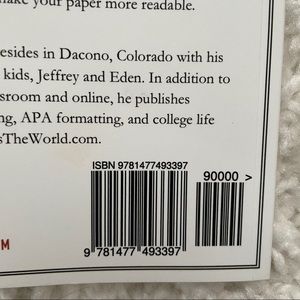 make your paper more readable.
esides in Dacono, Colorado with his
kids, Jeffrey and Eden. In addition to
sroom and online, he publishes
ng, APA formatting, and college life
sTheWorld.com.
ISBN 9781477493397
90000 >
M
9 781477 493397